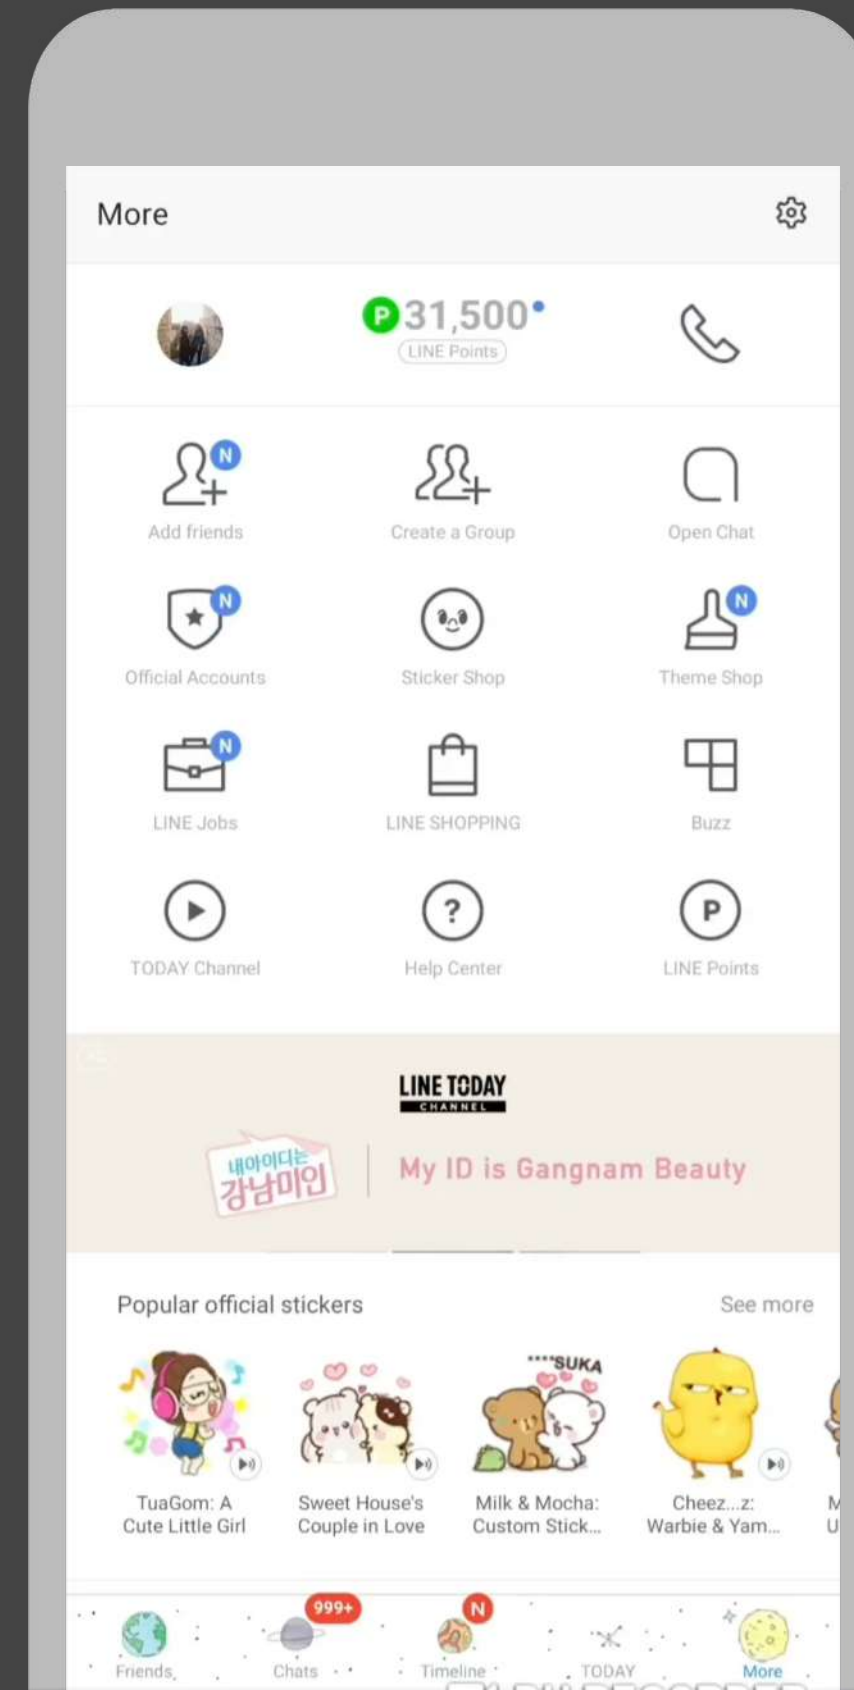 More
P 31,500
LINE Points
N
Add friends
Create a Group
Open Chat
N
Official Accounts
Sticker Shop
N
Theme Shop
N
LINE Jobs
LINE SHOPPING
Buzz
TODAY Channel
?
Help Center
P
LINE Points
LINE TODAY
CHANNEL
내아이디는
강남미인
My ID is Gangnam Beauty
Popular official stickers
See more
****SUKA
TuaGom: A
Cute Little Girl
Sweet House's
Couple in Love
Milk & Mocha:
Custom Stick...
Cheez...z:
Warbie & Yam...
M
U
999+
N
Friends
Chats
Timeline
TODAY
More